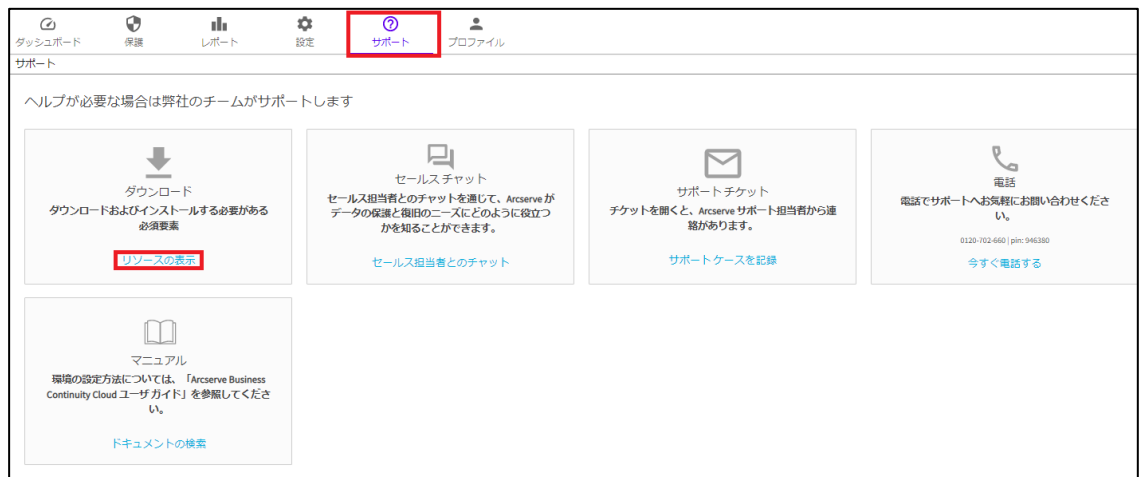 ダッシュボード
保護
レポート
設定
サポート
プロファイル
サポート
ヘルプが必要な場合は弊社のチームがサポートします
ダウンロード
ダウンロードおよびインストールする必要がある
必須要素
リソースの表示
セールス チャット
セールス担当者とのチャットを通じて、Arcserve が
データの保護と復旧のニーズにどのように役立つ
かを知ることができます。
セールス担当者とのチャット
サポート チケット
チケットを開くと、Arcserve サポート担当者から連
絡があります。
サポート ケースを記録
電話
電話でサポートへお気軽にお問い合わせくださ
い。
0120-702-660 | pin: 946380
今すぐ電話する
マニュアル
環境の設定方法については、「Arcserve Business
Continuity Cloud ユーザ ガイド」を参照してくださ
い。
ドキュメントの検索